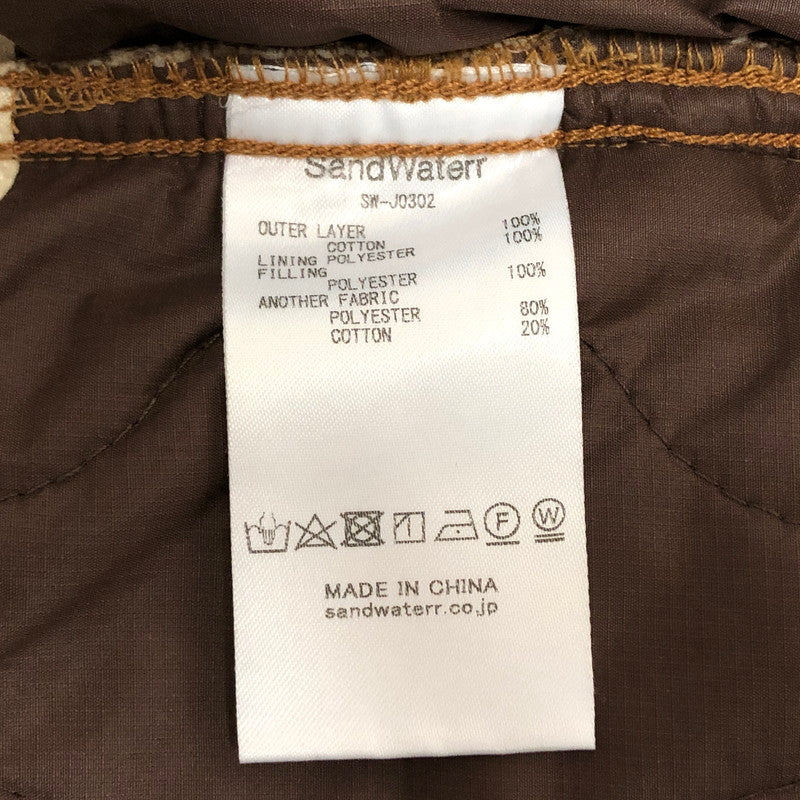 SandWaterr
SW-J0302
OUTER LAYER 100%
COTTON 100%
LINING POLYESTER
FILLING 100%
POLYESTER
ANOTHER FABRIC
POLYESTER 80%
COTTON 20%
F W
MADE IN CHINA
sandwaterr.co.jp